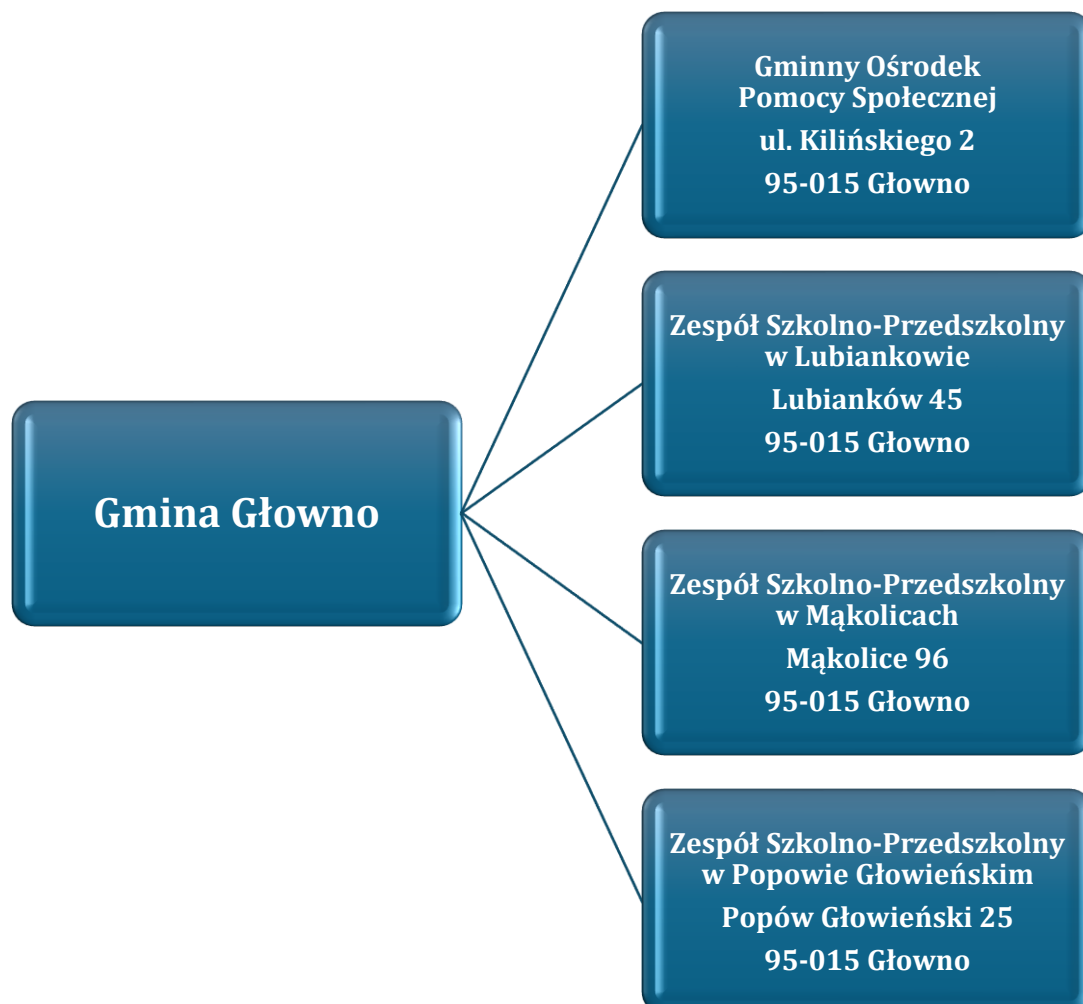 Gmina Głowno
Gminny Ośrodek
Pomocy Społecznej
ul. Kilińskiego 2
95-015 Głowno
Zespół Szkolno-Przedszkolny
w Lubiankowie
Lubianków 45
95-015 Głowno
Zespół Szkolno-Przedszkolny
w Mąkolicach
Mąkolice 96
95-015 Głowno
Zespół Szkolno-Przedszkolny
w Popowie Głowieńskim
Popów Głowieński 25
95-015 Głowno